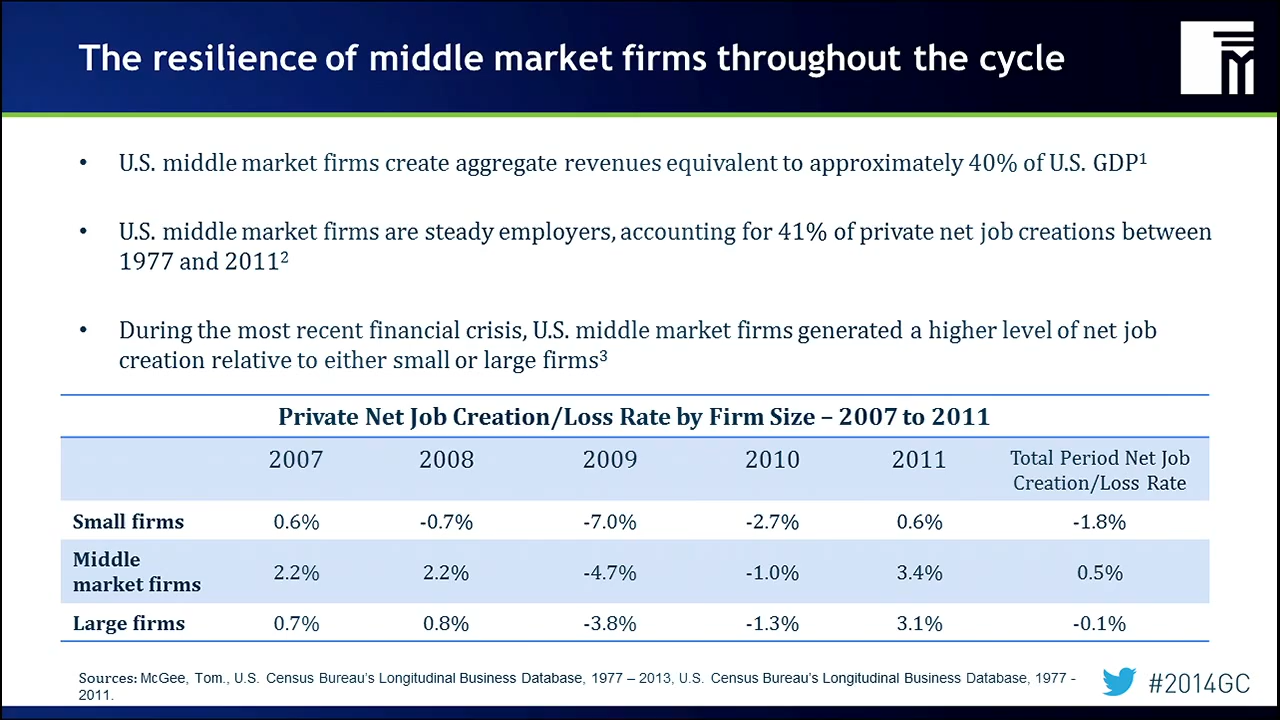 The resilience of middle market firms throughout the cycle
• U.S. middle market firms create aggregate revenues equivalent to approximately 40% of U.S. GDP¹
• U.S. middle market firms are steady employers, accounting for 41% of private net job creations between
1977 and 2011²
• During the most recent financial crisis, U.S. middle market firms generated a higher level of net job
creation relative to either small or large firms³
Private Net Job Creation/Loss Rate by Firm Size – 2007 to 2011
2007 2008 2009 2010 2011 Total Period Net Job
Creation/Loss Rate
Small firms 0.6% -0.7% -7.0% -2.7% 0.6% -1.8%
Middle
market firms 2.2% 2.2% -4.7% -1.0% 3.4% 0.5%
Large firms 0.7% 0.8% -3.8% -1.3% 3.1% -0.1%
Sources: McGee, Tom., U.S. Census Bureau's Longitudinal Business Database, 1977 – 2013, U.S. Census Bureau's Longitudinal Business Database, 1977 -
2011.
#2014GC